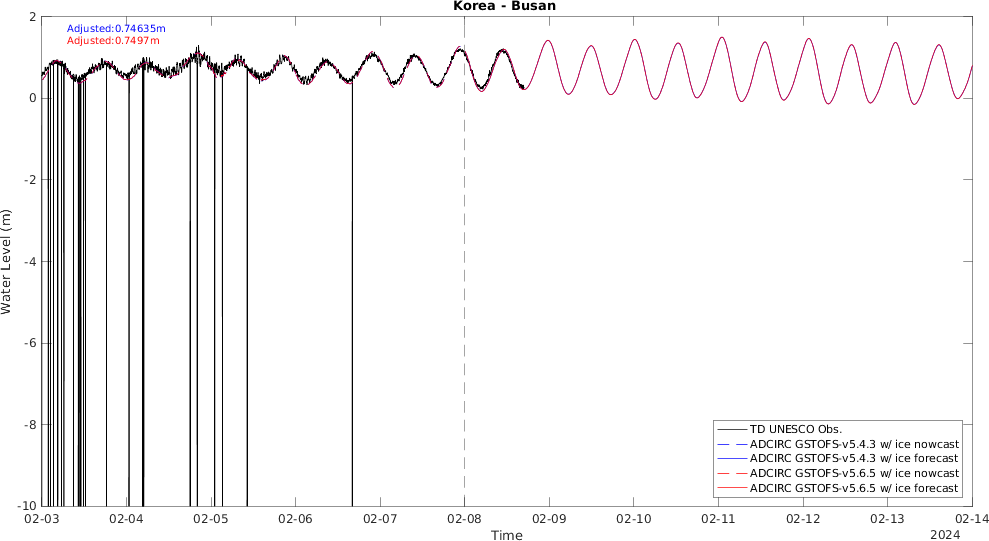 Korea - Busan
Adjusted:0.74635m
Adjusted:0.7497m
2
0
-2
-4
-6
-8
-10
Water Level (m)
02-03 02-04 02-05 02-06 02-07 02-08 02-09 02-10 02-11 02-12 02-13 02-14
Time
2024
TD UNESCO Obs.
ADCIRC GSTOFS-v5.4.3 w/ ice nowcast
ADCIRC GSTOFS-v5.4.3 w/ ice forecast
ADCIRC GSTOFS-v5.6.5 w/ ice nowcast
ADCIRC GSTOFS-v5.6.5 w/ ice forecast